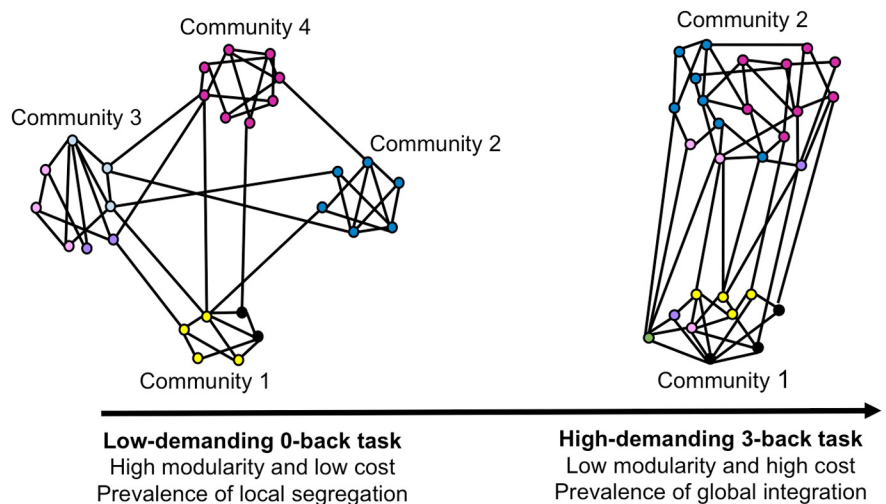 Community 4
Community 3
Community 2
Community 1
Community 2
Community 1
Low-demanding 0-back task
High modularity and low cost
Prevalence of local segregation
High-demanding 3-back task
Low modularity and high cost
Prevalence of global integration